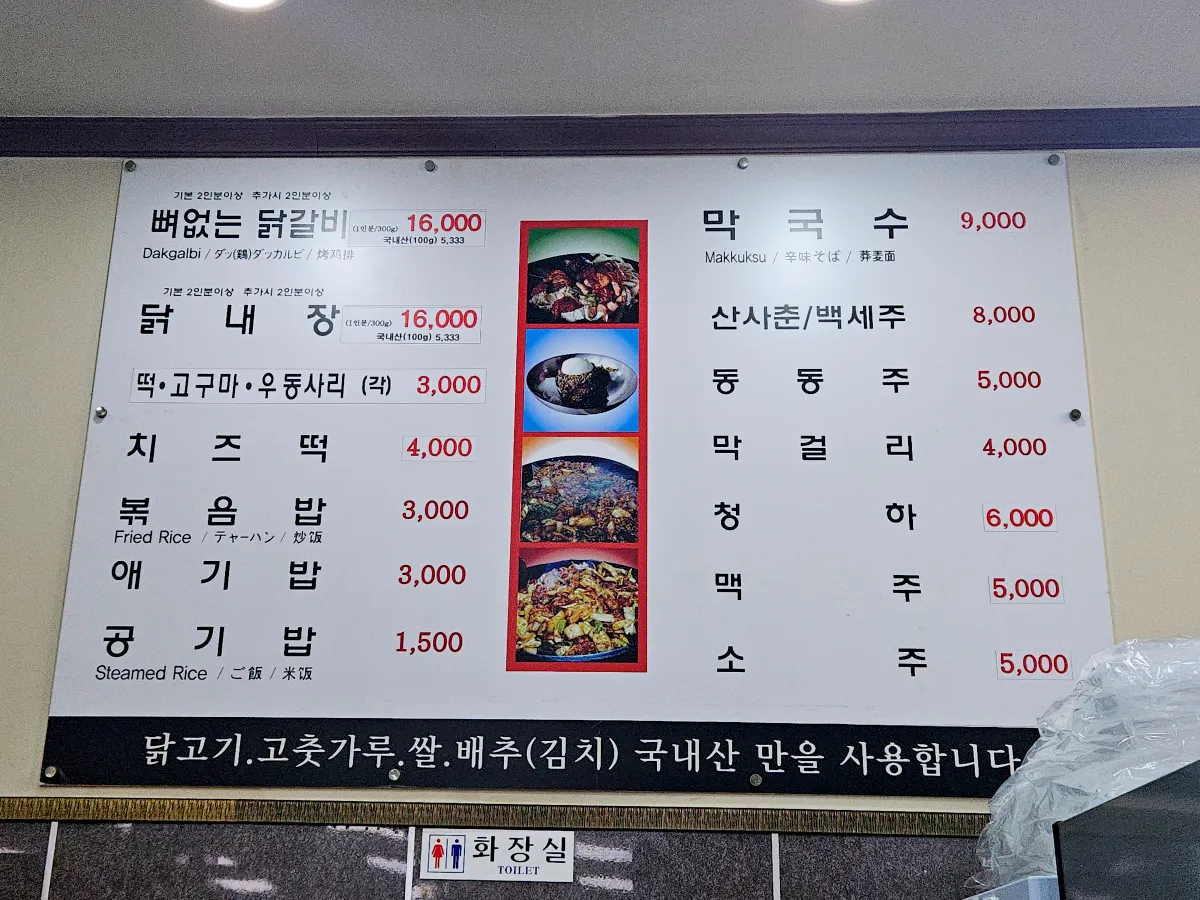 기본 2인분이상 추가시 2인분이상
뼈없는 닭갈비 (1인분/300g) 16,000
국내산(100g) 5,333
Dakgalbi / ダッ(鶏)ダッカルビ / 烤鸡排
기본 2인분이상 추가시 2인분이상
닭내장 (1인분/300g) 16,000
국내산(100g) 5,333
떡•고구마•우동사리 (각) 3,000
치즈떡 4,000
볶음밥 3,000
Fried Rice / テャーハン / 炒饭
애기밥 3,000
공기밥 1,500
Steamed Rice / ご飯 / 米饭
막국수 9,000
Makkuksu / 辛味そば / 荞麦面
산사춘/백세주 8,000
동동주 5,000
막걸리 4,000
청하 6,000
맥주 5,000
소주 5,000
닭고기.고춧가루.쌀.배추(김치) 국내산 만을 사용합니다
화장실
TOILET